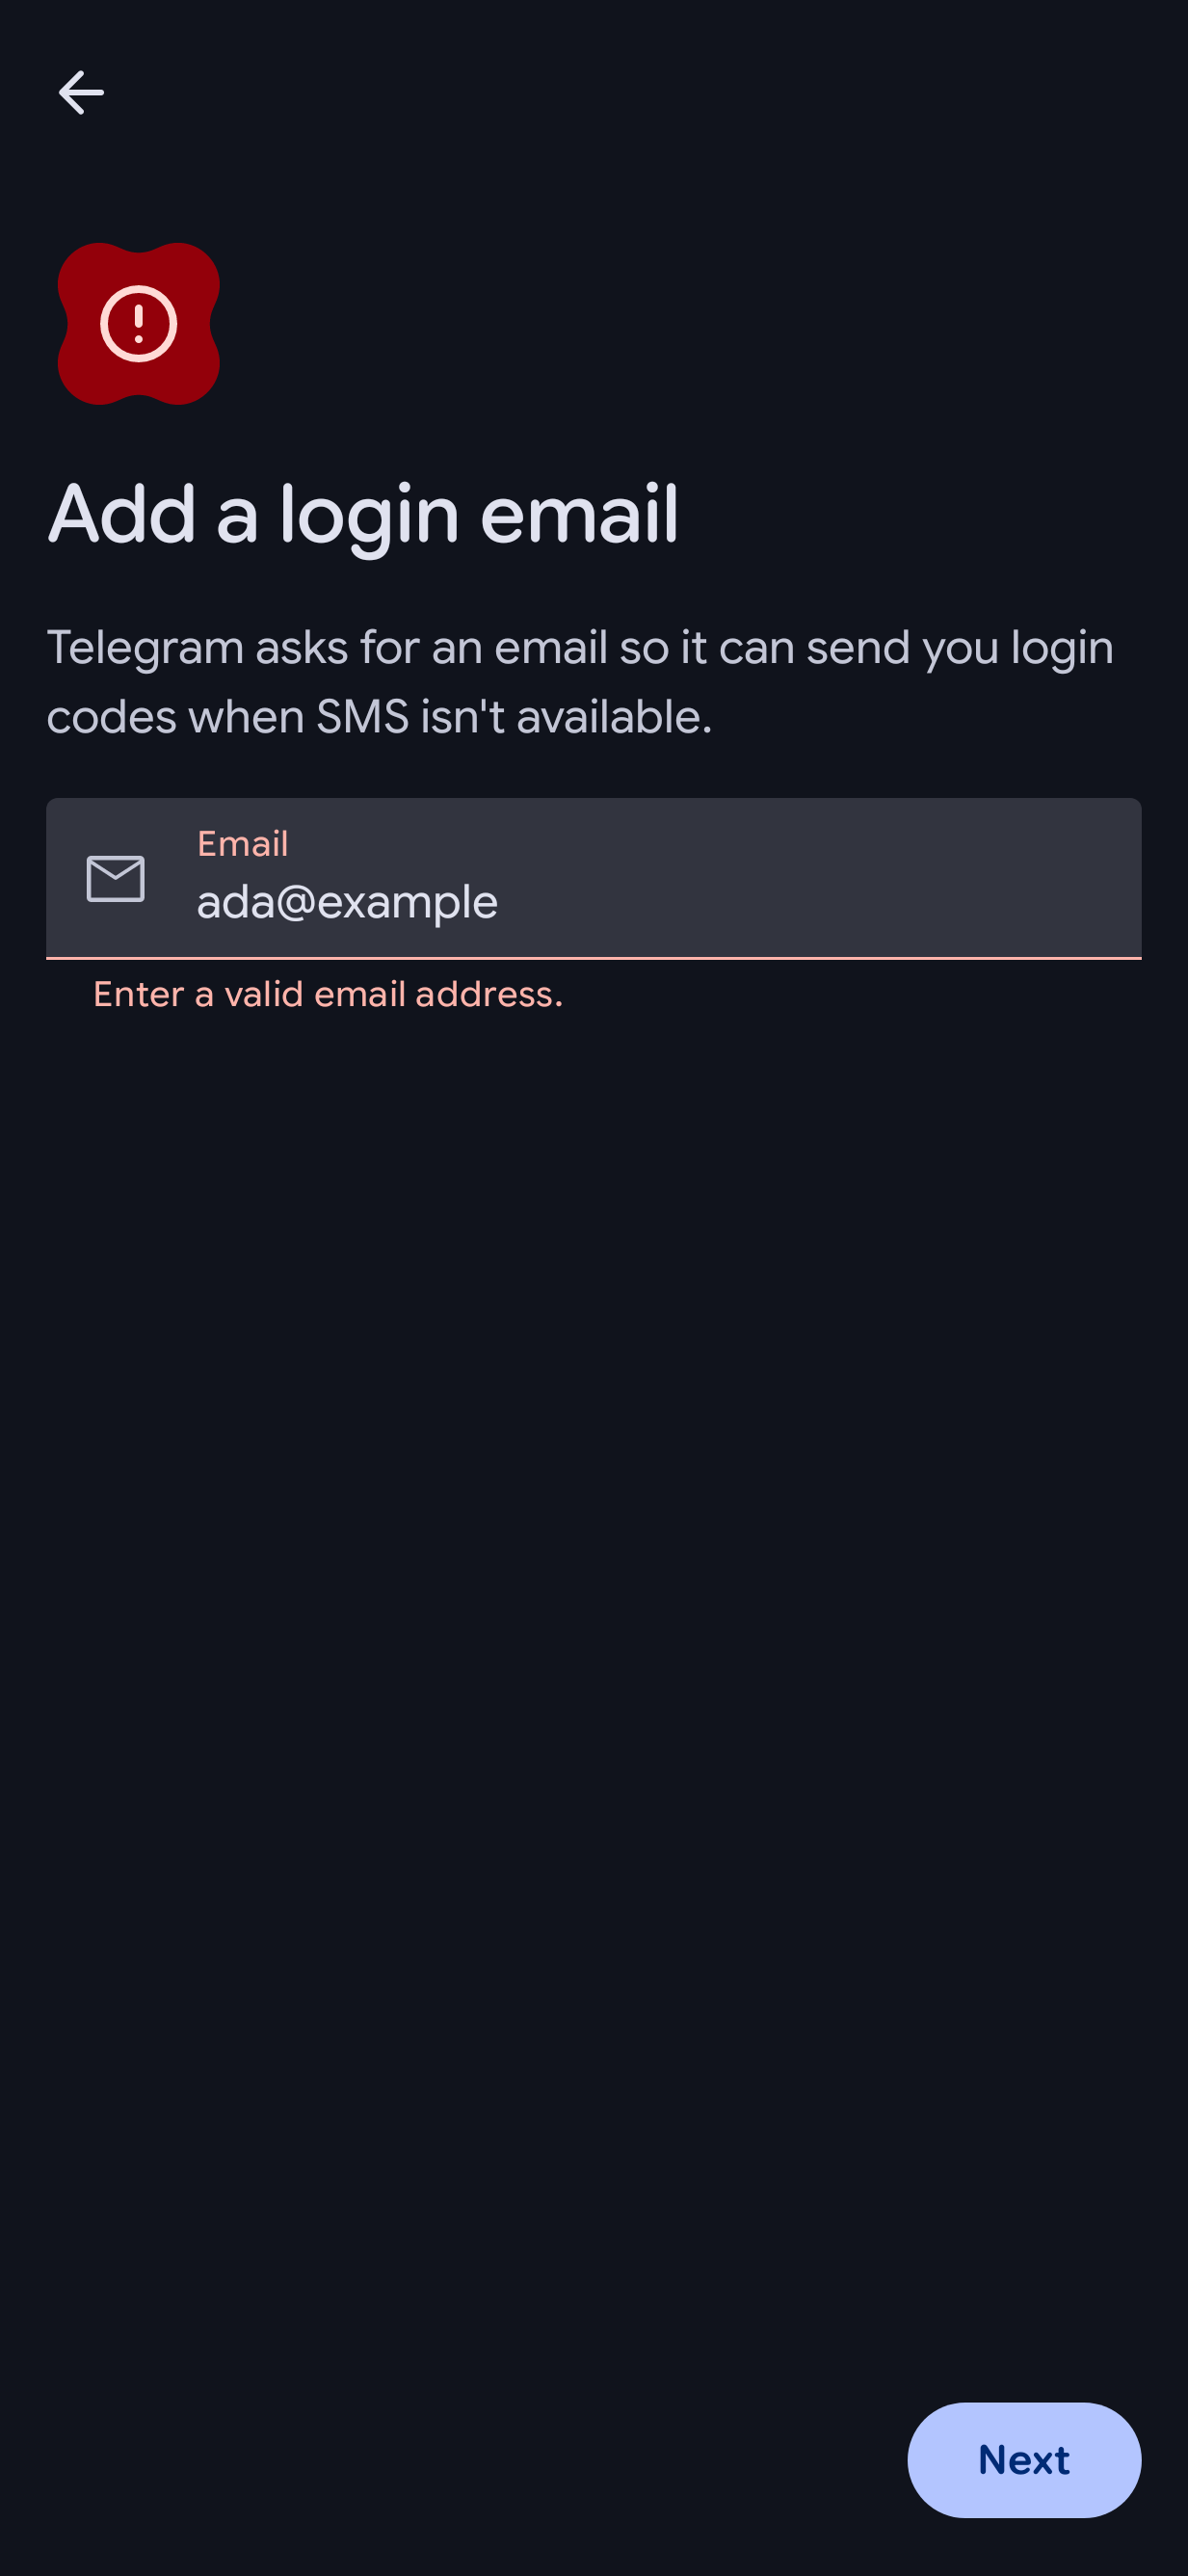 Add a login email
Telegram asks for an email so it can send you login
codes when SMS isn't available.
Email
ada@example
Enter a valid email address.
Next